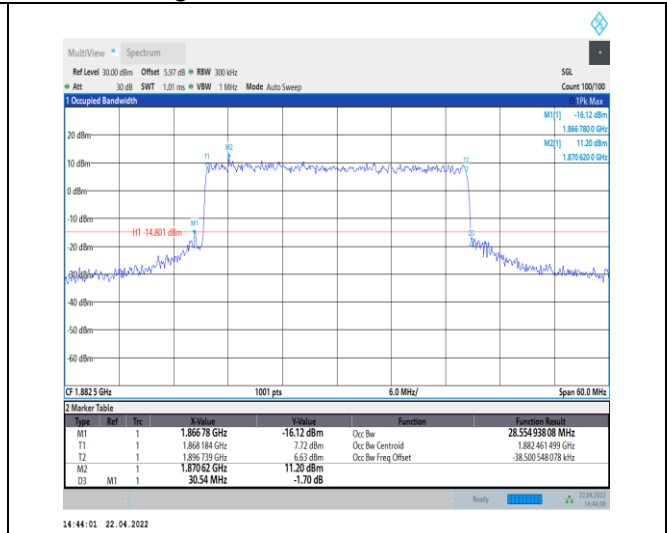 MultiView Spectrum
Ref Level 30.00 dBm Offset 5.97 dB RBW 300 kHz SGL
Att 30 dB SWT 1.01 ms VBW 1 MHz Mode Auto Sweep Count 100/100
1 Occupied Bandwidth 1Pk Max
M1[1] -16.12 dBm
1.866 780 0 GHz
M2[1] 11.20 dBm
1.870 620 0 GHz
20 dBm
M2
T1 T2
10 dBm
0 dBm
-10 dBm
M1
H1 -14.801 dBm
D3
-20 dBm
-30 dBm
-40 dBm
-50 dBm
-60 dBm
CF 1.882 5 GHz 1001 pts 6.0 MHz/ Span 60.0 MHz
2 Marker Table
Type Ref Trc X-Value Y-Value Function Function Result
M1 1 1.866 78 GHz -16.12 dBm Occ Bw 28.554 938 08 MHz
T1 1 1.868 184 GHz 7.72 dBm Occ Bw Centroid 1.882 461 499 GHz
T2 1 1.896 739 GHz 6.63 dBm Occ Bw Freq Offset -38.500 548 078 kHz
M2 1 1.870 62 GHz 11.20 dBm
D3 M1 1 30.54 MHz -1.70 dB
Ready 22.04.2022
14:44:00
14:44:01 22.04.2022